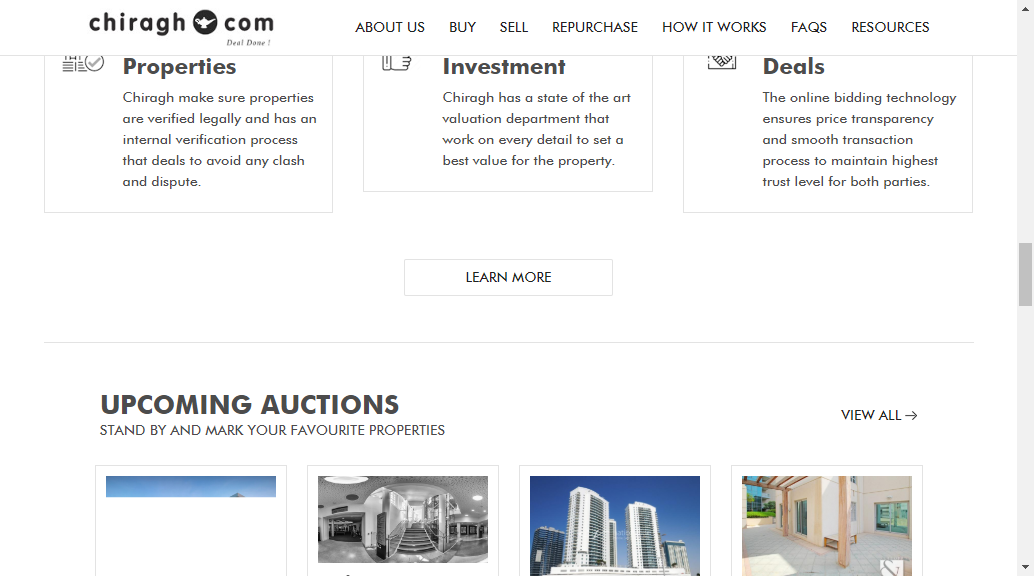 chiragh com
Deal Done !
ABOUT US
BUY
SELL
REPURCHASE
HOW IT WORKS
FAQS
RESOURCES
Properties
Chiragh make sure properties
are verified legally and has an
internal verification process
that deals to avoid any clash
and dispute.
Investment
Chiragh has a state of the art
valuation department that
work on every detail to set a
best value for the property.
Deals
The online bidding technology
ensures price transparency
and smooth transaction
process to maintain highest
trust level for both parties.
LEARN MORE
UPCOMING AUCTIONS
STAND BY AND MARK YOUR FAVOURITE PROPERTIES
VIEW ALL →